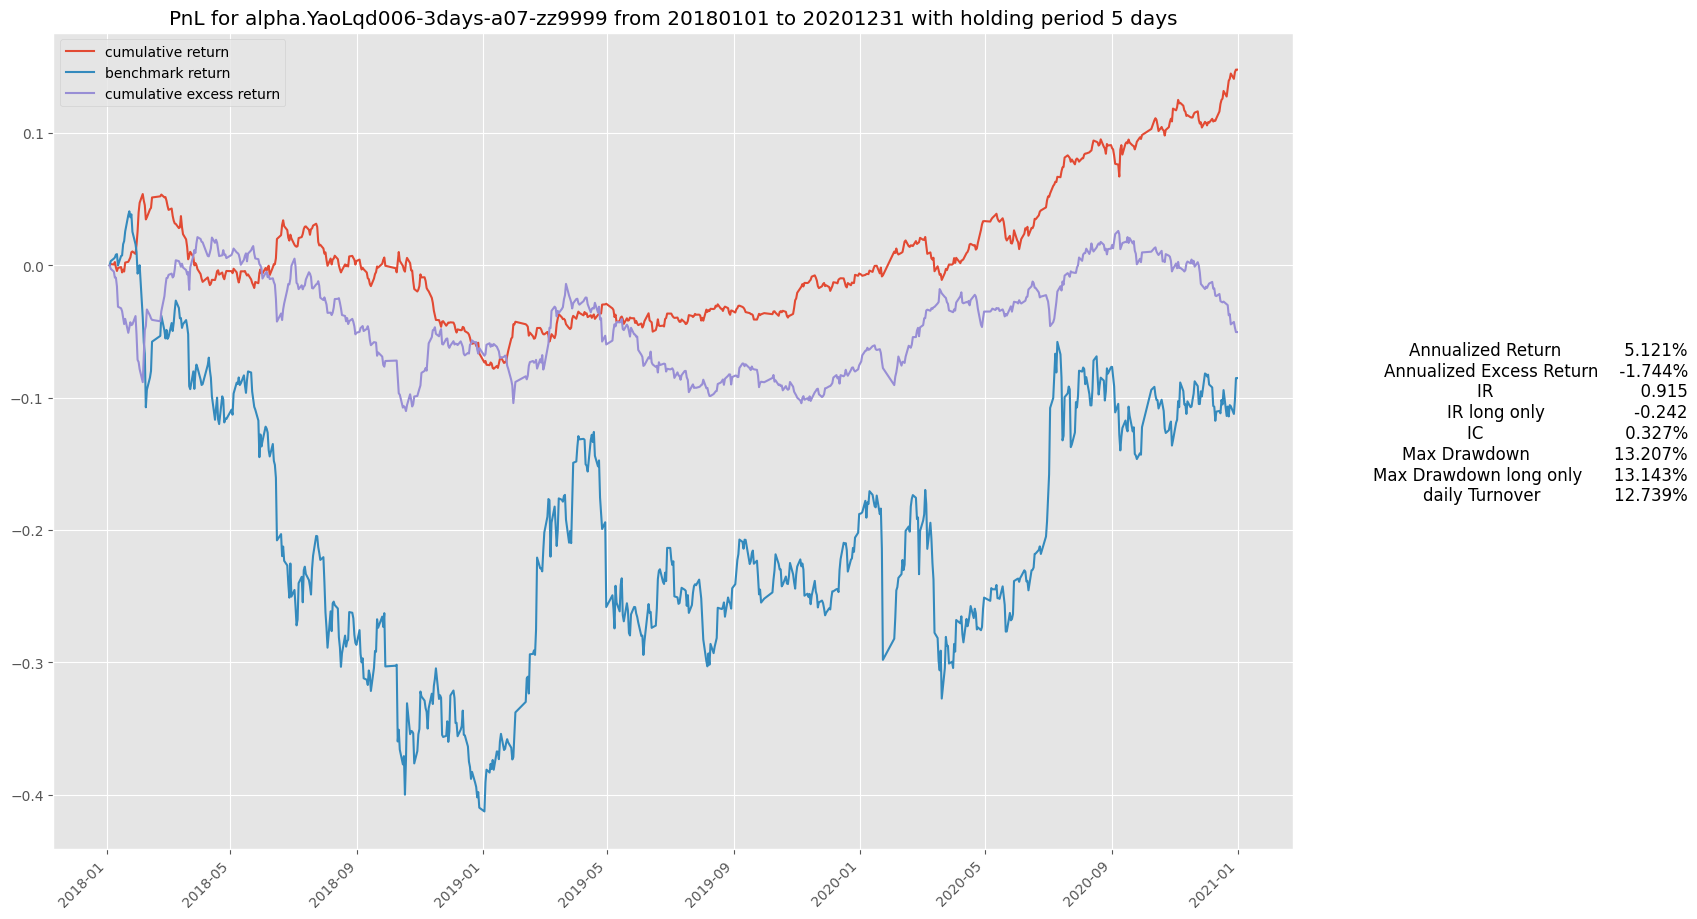 PnL for alpha.YaoLqd006-3days-a07-zz9999 from 20180101 to 20201231 with holding period 5 days
cumulative return
benchmark return
cumulative excess return
0.1
0.0
−0.1
−0.2
−0.3
−0.4
2018-01
2018-05
2018-09
2019-01
2019-05
2019-09
2020-01
2020-05
2020-09
2021-01
Annualized Return 5.121%
Annualized Excess Return -1.744%
IR 0.915
IR long only -0.242
IC 0.327%
Max Drawdown 13.207%
Max Drawdown long only 13.143%
daily Turnover 12.739%